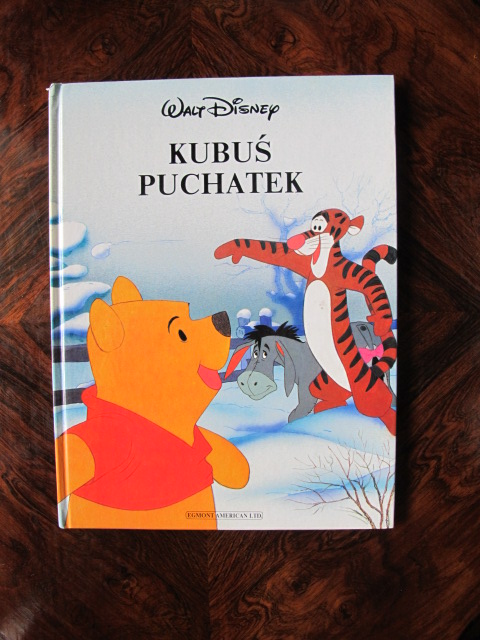 WALT DISNEY
KUBUŚ
PUCHATEK
EGMONT AMERICAN LTD.